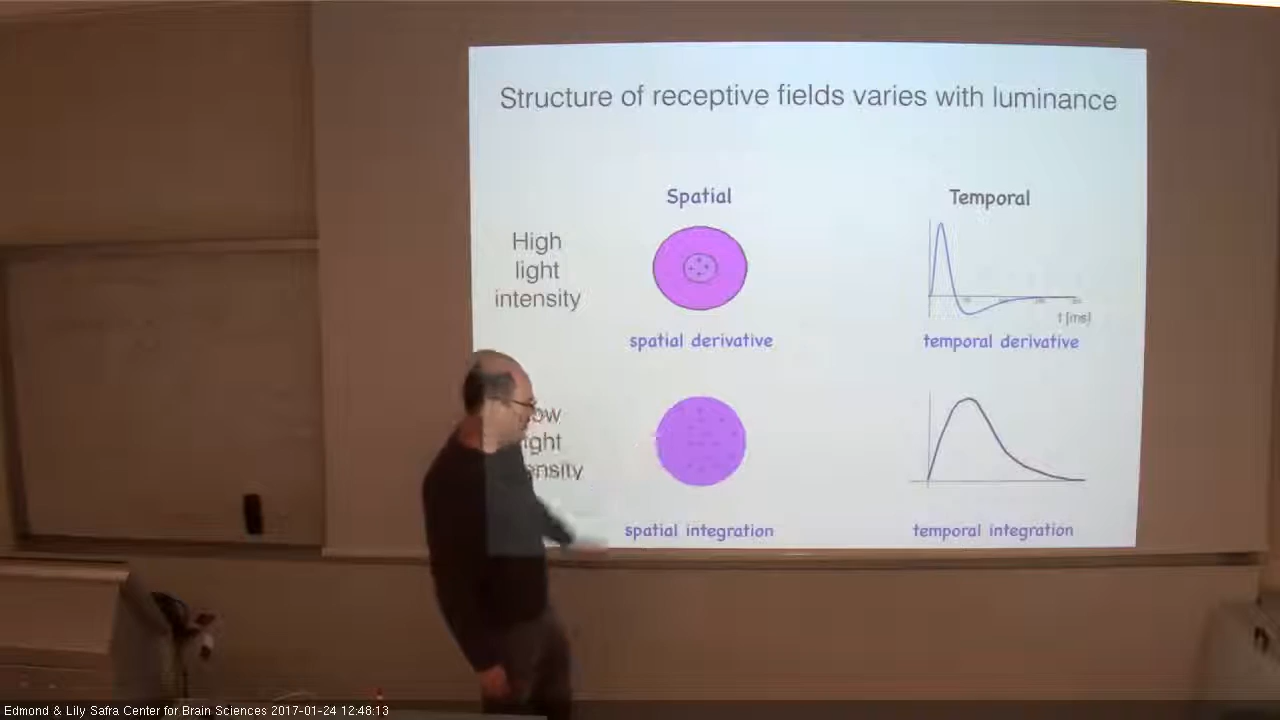 Structure of receptive fields varies with luminance
Spatial
Temporal
High
light
intensity
t [ms]
spatial derivative
temporal derivative
ow
ight
ensity
spatial integration
temporal integration
Edmond & Lily Safra Center for Brain Sciences 2017-01-24 12:48:13